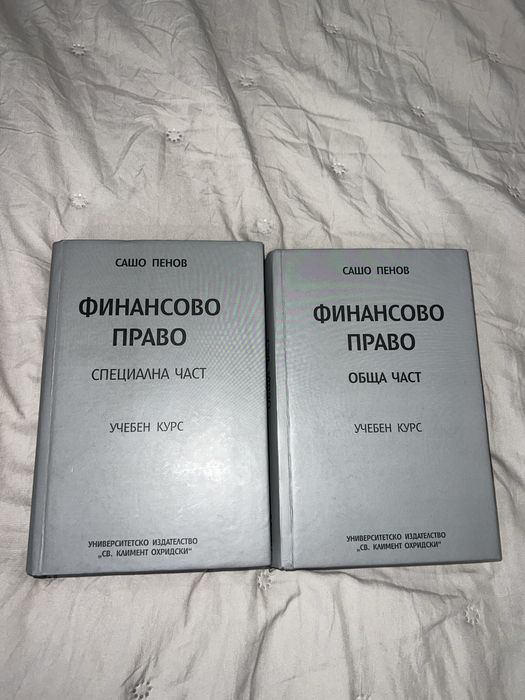 САШО ПЕНОВ
ФИНАНСОВО
ПРАВО
СПЕЦИАЛНА ЧАСТ
УЧЕБЕН КУРС
УНИВЕРСИТЕТСКО ИЗДАТЕЛСТВО
„СВ. КЛИМЕНТ ОХРИДСКИ“
САШО ПЕНОВ
ФИНАНСОВО
ПРАВО
ОБЩА ЧАСТ
УЧЕБЕН КУРС
УНИВЕРСИТЕТСКО ИЗДАТЕЛСТВО
„СВ. КЛИМЕНТ ОХРИДСКИ“